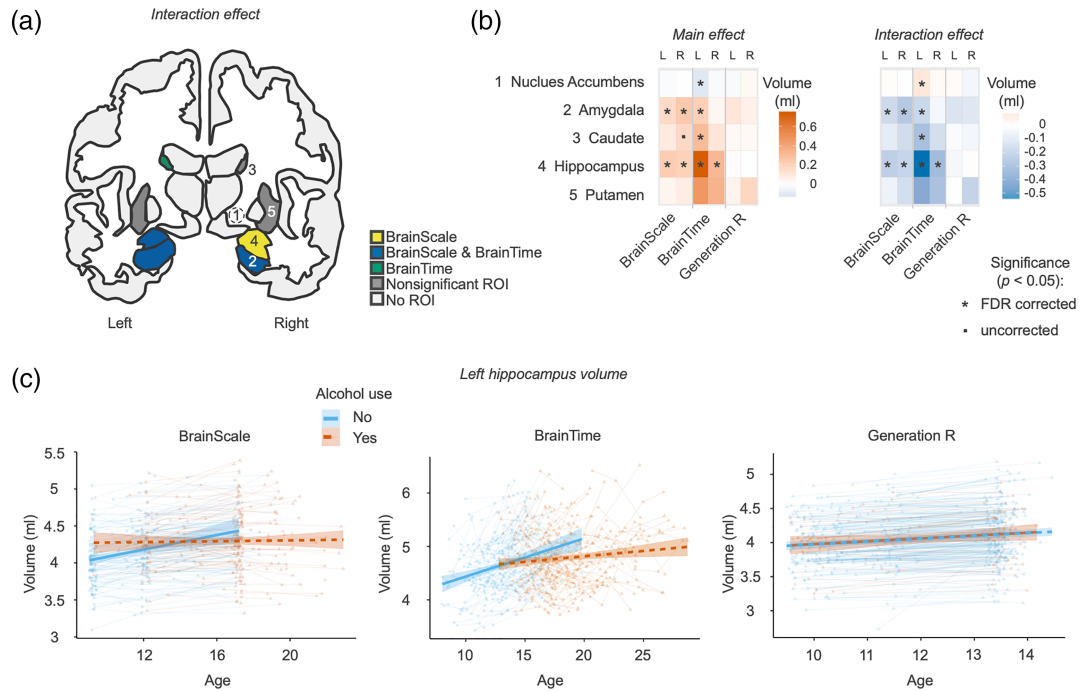 (a)
Interaction effect
3
1
5
4
2
Left
Right
BrainScale
BrainScale & BrainTime
BrainTime
Nonsignificant ROI
No ROI
(b)
Main effect
L R L R L R
1 Nuclues Accumbens
2 Amygdala
3 Caudate
4 Hippocampus
5 Putamen
* 
* * *
▪ *
* * * *
BrainScale
BrainTime
Generation R
Volume
(ml)
0.6
0.4
0.2
0
Interaction effect
L R L R L R
*
* * *
*
* * * *
BrainScale
BrainTime
Generation R
Volume
(ml)
0
-0.1
-0.2
-0.3
-0.4
-0.5
Significance
(p < 0.05):
* FDR corrected
▪ uncorrected
(c)
Left hippocampus volume
Alcohol use
No
Yes
BrainScale
Volume (ml)
5.5
5
4.5
4
3.5
3
12 16 20
Age
BrainTime
Volume (ml)
6
5
4
10 15 20 25
Age
Generation R
Volume (ml)
5
4.5
4
3.5
3
10 11 12 13 14
Age